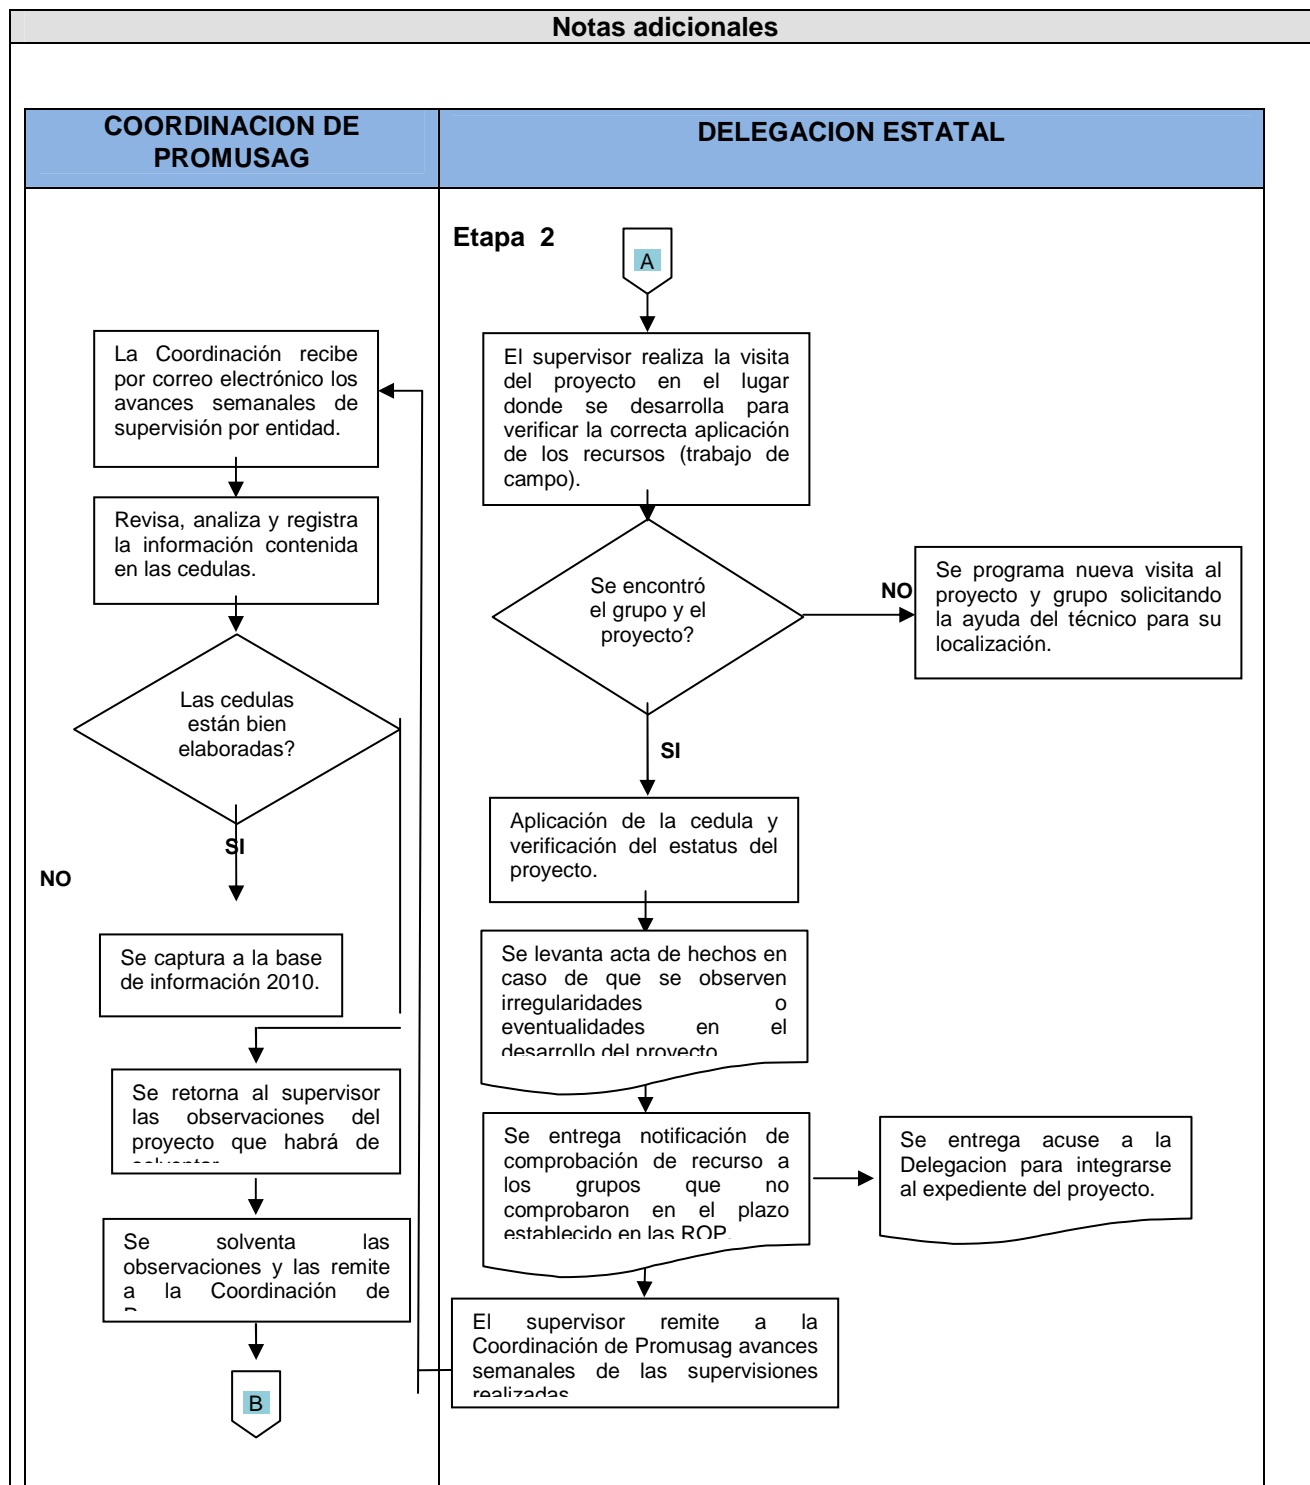 Notas adicionales
COORDINACION DE
PROMUSAG
DELEGACION ESTATAL
Etapa 2
A
La Coordinación recibe
por correo electrónico los
avances semanales de
supervisión por entidad.
Revisa, analiza y registra
la información contenida
en las cedulas.
Las cedulas
están bien
elaboradas?
SI
NO
Se captura a la base
de información 2010.
Se retorna al supervisor
las observaciones del
proyecto que habrá de
Se solventa las
observaciones y las remite
a la Coordinación de
B
El supervisor realiza la visita
del proyecto en el lugar
donde se desarrolla para
verificar la correcta aplicación
de los recursos (trabajo de
campo).
Se encontró
el grupo y el
proyecto?
NO
Se programa nueva visita al
proyecto y grupo solicitando
la ayuda del técnico para su
localización.
SI
Aplicación de la cedula y
verificación del estatus del
proyecto.
Se levanta acta de hechos en
caso de que se observen
irregularidades o
eventualidades en el
desarrollo del proyecto
Se entrega notificación de
comprobación de recurso a
los grupos que no
comprobaron en el plazo
establecido en las ROP.
Se entrega acuse a la
Delegacion para integrarse
al expediente del proyecto.
El supervisor remite a la
Coordinación de Promusag avances
semanales de las supervisiones
realizadas